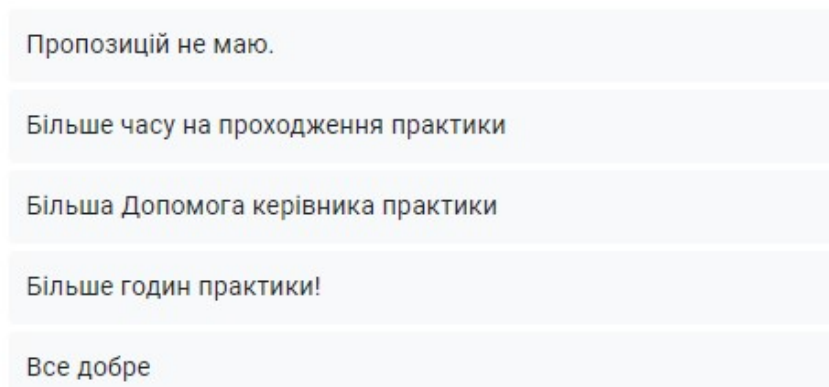 Пропозицій не маю.
Більше часу на проходження практики
Більша Допомога керівника практики
Більше годин практики!
Все добре